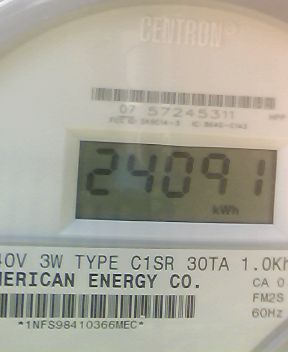 CENTRON
07 57245311
24091
kWh
40V 3W TYPE C1SR 30TA 1.0Kh
MERICAN ENERGY CO.
CA 0
FM2S
60Hz
*1NFS98410366MEC*